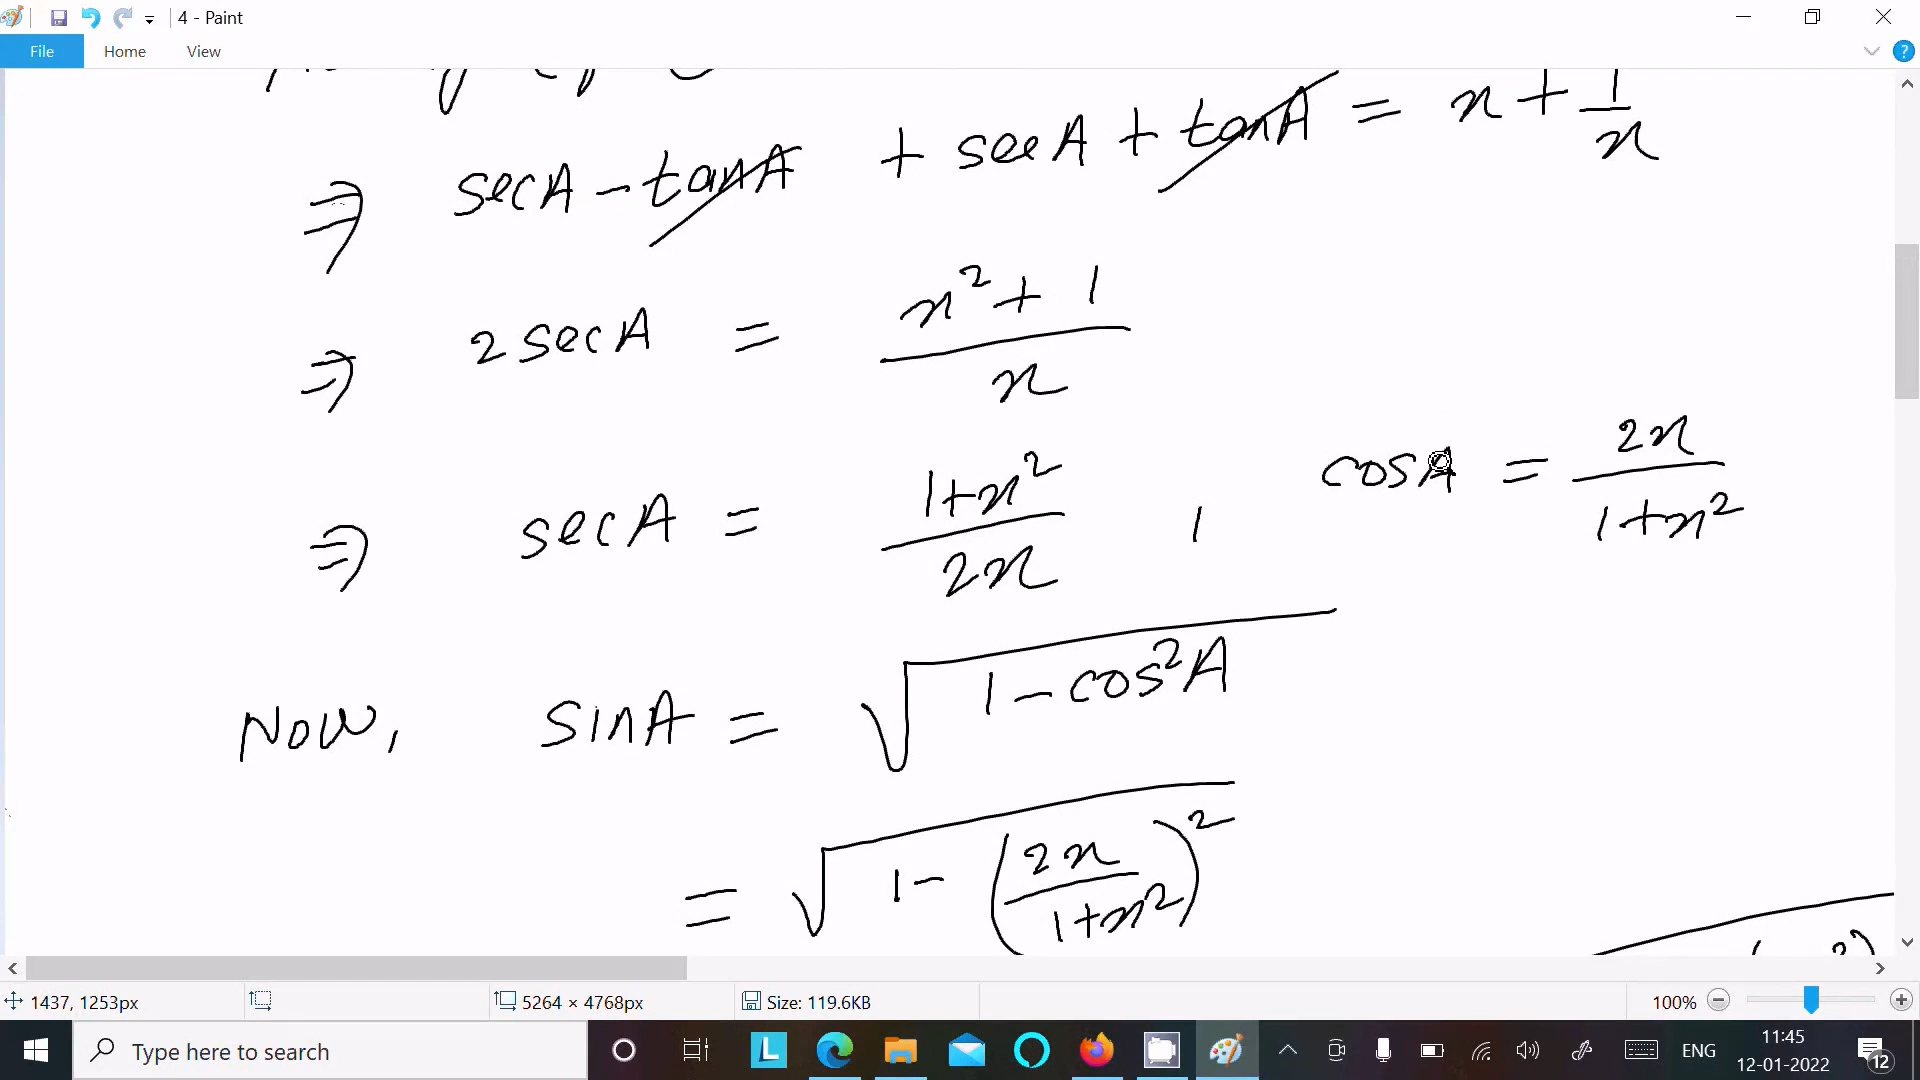 4 - Paint
File Home View
⇒ secA - tanA + secA + tanA = x + 1/x
⇒ 2secA = x² + 1 / x
⇒ secA = 1+x² / 2x , cosA = 2x / 1+x²
Now, sinA = √(1 - cos²A)
= √(1 - (2x / 1+x²)²)
1437, 1253px 5264 × 4768px Size: 119.6KB 100%
Type here to search
L
ENG
11:45
12-01-2022
12